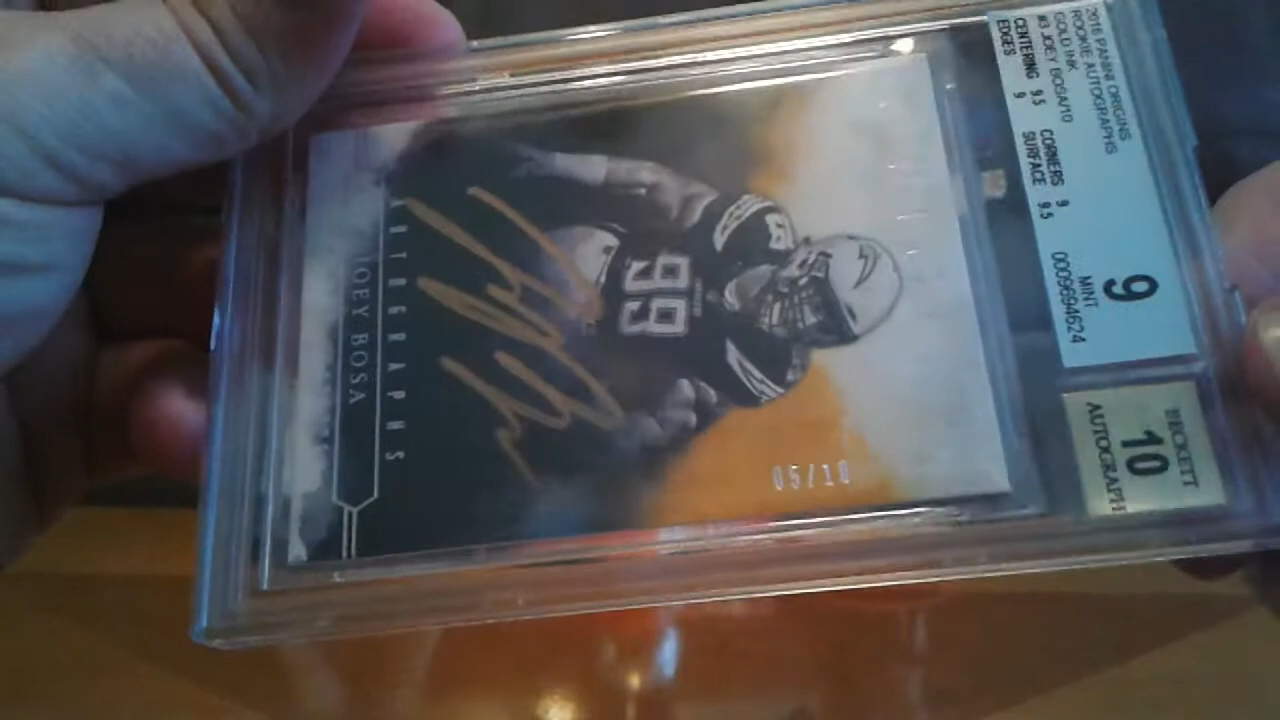 2016 PANINI ORIGINS
ROOKIE AUTOGRAPHS
GOLD INK
#3 JOEY BOSA/10
CENTERING 9.5 CORNERS 9
EDGES 9 SURFACE 9.5
9
MINT
0009694624
BECKETT
10
AUTOGRAPH
99
05/10
AUTOGRAPHS
JOEY BOSA